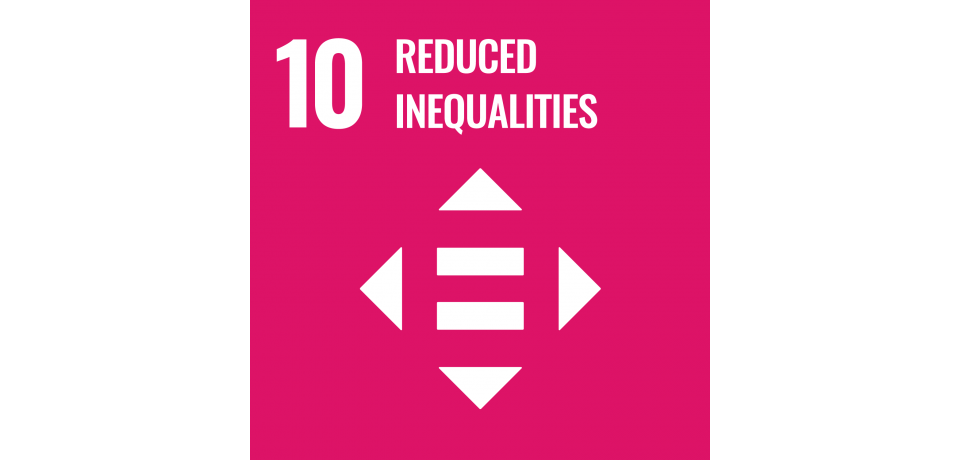 10
REDUCED
INEQUALITIES